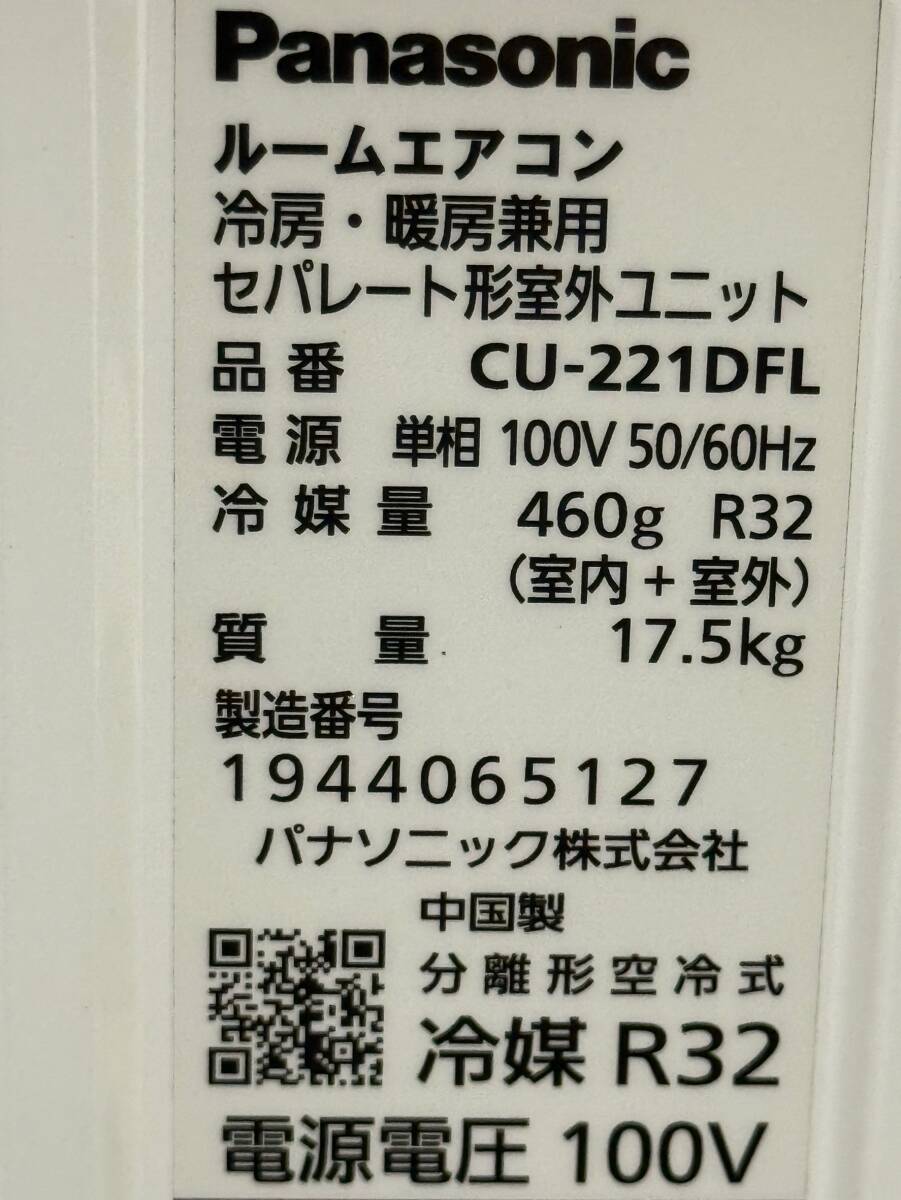 Panasonic
ルームエアコン
冷房・暖房兼用
セパレート形室外ユニット
品番 CU-221DFL
電源 単相 100V 50/60Hz
冷媒量 460g R32
(室内+室外)
質量 17.5kg
製造番号
1944065127
パナソニック株式会社
中国製
分離形空冷式
冷媒 R32
電源電圧 100V